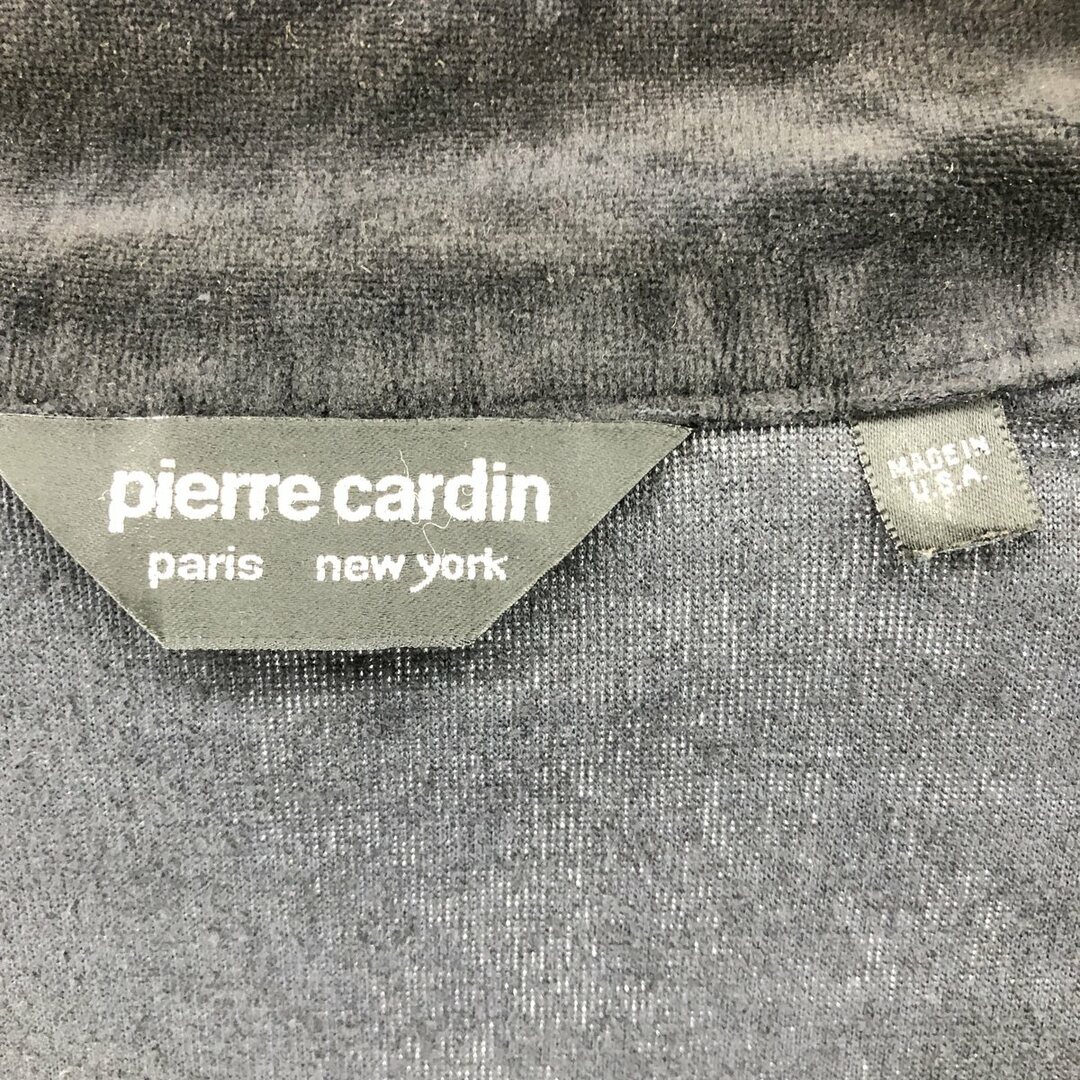 pierre cardin
paris new york
MADE IN
U.S.A.